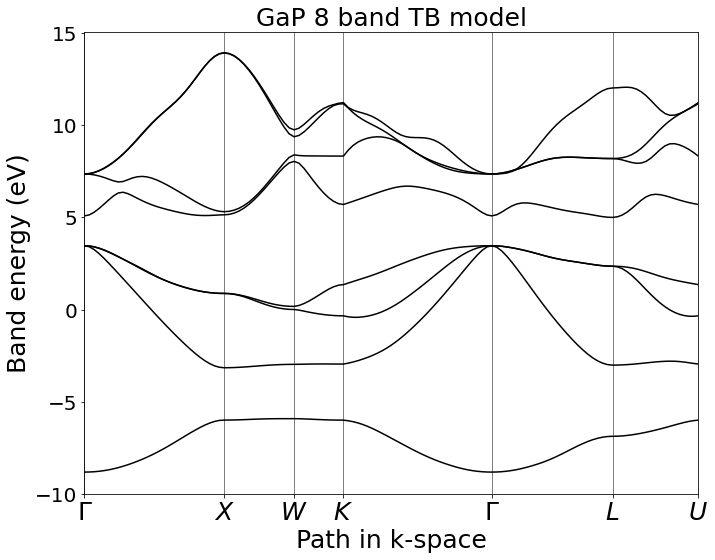 GaP 8 band TB model
Band energy (eV)
15
10
5
0
−5
−10
Γ X W K Γ L U
Path in k-space